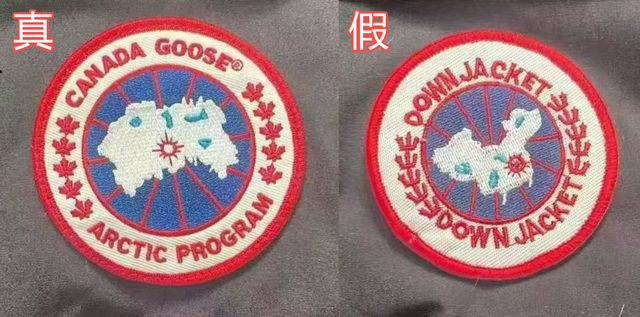 真
CANADA GOOSE®
ARCTIC PROGRAM
假
DOWN JACKET
DOWN JACKET